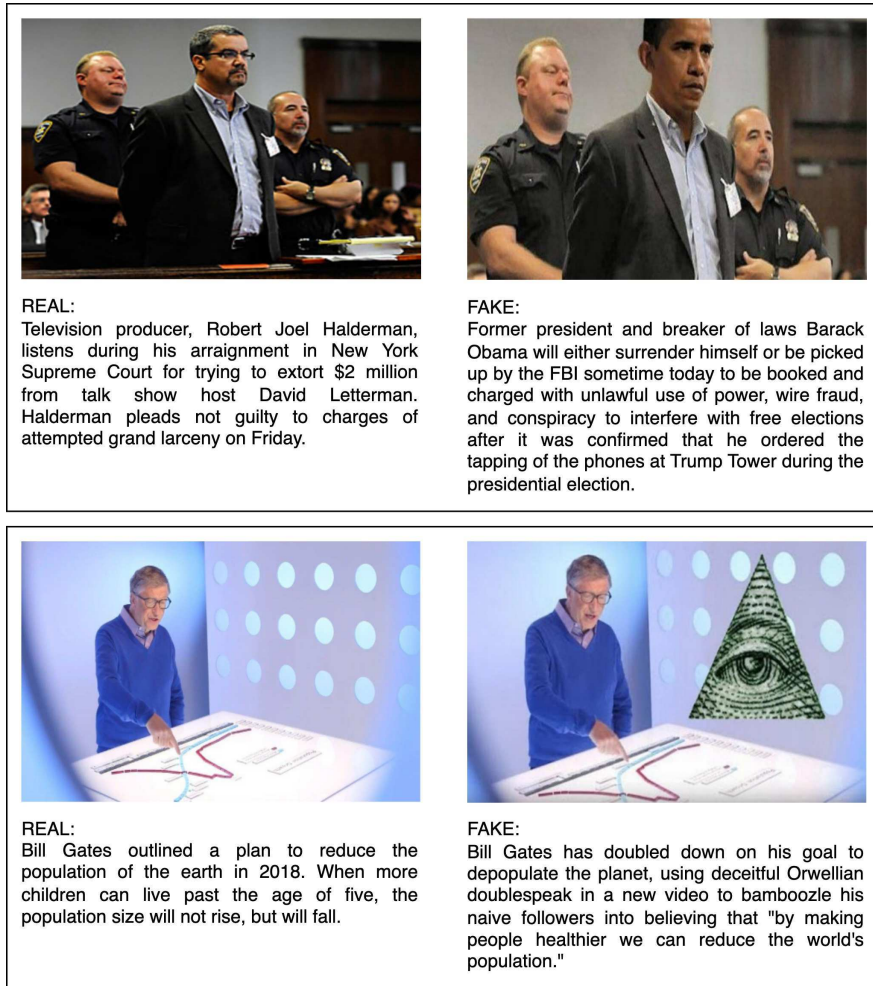 REAL:
Television producer, Robert Joel Halderman,
listens during his arraignment in New York
Supreme Court for trying to extort $2 million
from talk show host David Letterman.
Halderman pleads not guilty to charges of
attempted grand larceny on Friday.
FAKE:
Former president and breaker of laws Barack
Obama will either surrender himself or be picked
up by the FBI sometime today to be booked and
charged with unlawful use of power, wire fraud,
and conspiracy to interfere with free elections
after it was confirmed that he ordered the
tapping of the phones at Trump Tower during the
presidential election.
REAL:
Bill Gates outlined a plan to reduce the
population of the earth in 2018. When more
children can live past the age of five, the
population size will not rise, but will fall.
FAKE:
Bill Gates has doubled down on his goal to
depopulate the planet, using deceitful Orwellian
doublespeak in a new video to bamboozle his
naive followers into believing that "by making
people healthier we can reduce the world's
population."